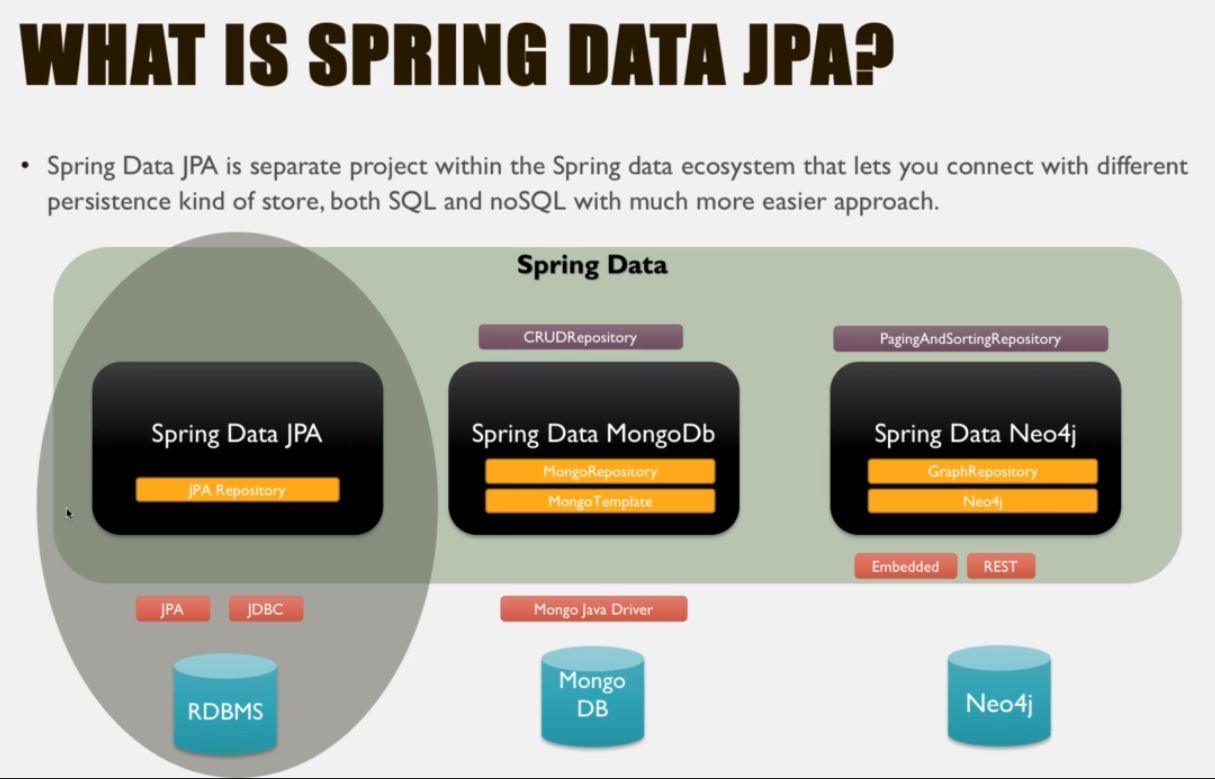 WHAT IS SPRING DATA JPA?
• Spring Data JPA is separate project within the Spring data ecosystem that lets you connect with different
persistence kind of store, both SQL and noSQL with much more easier approach.
Spring Data
CRUDRepository
PagingAndSortingRepository
Spring Data JPA
JPA Repository
Spring Data MongoDb
MongoRepository
MongoTemplate
Spring Data Neo4j
GraphRepository
Neo4j
Embedded
REST
JPA
JDBC
Mongo Java Driver
RDBMS
Mongo
DB
Neo4j